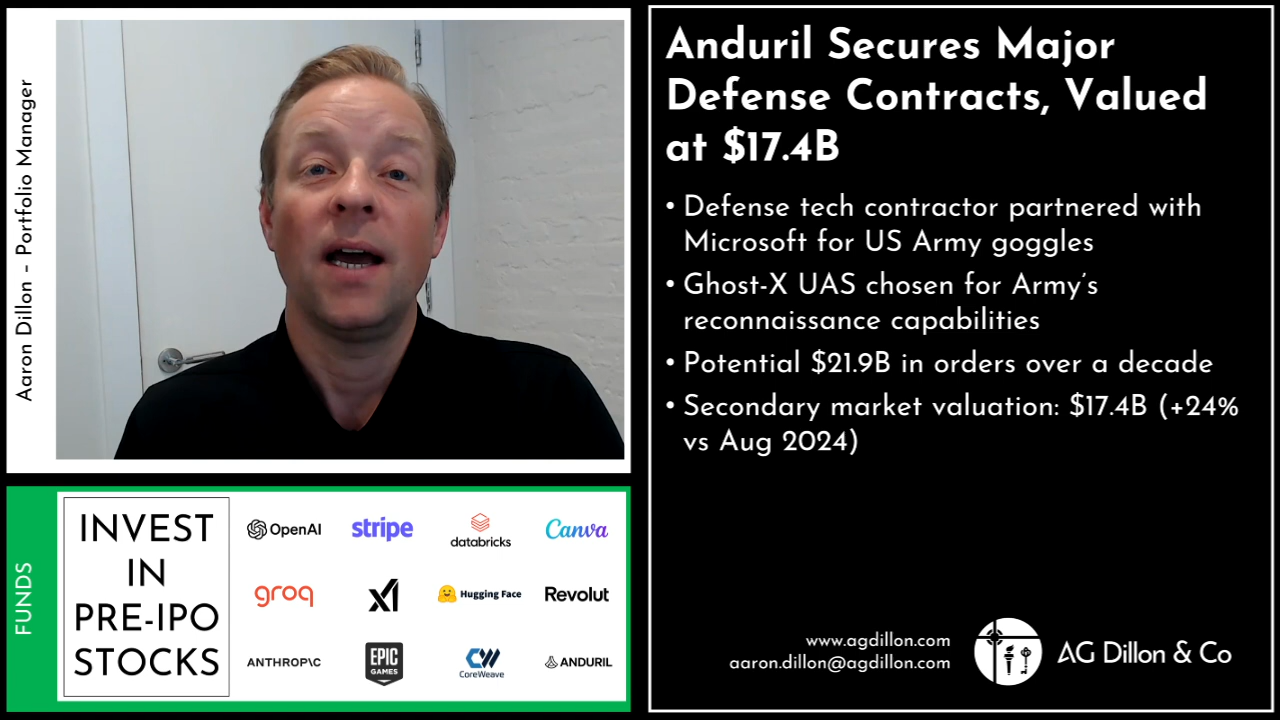 Aaron Dillon - Portfolio Manager
Anduril Secures Major
Defense Contracts, Valued
at $17.4B
• Defense tech contractor partnered with
Microsoft for US Army goggles
• Ghost-X UAS chosen for Army's
reconnaissance capabilities
• Potential $21.9B in orders over a decade
• Secondary market valuation: $17.4B (+24%
vs Aug 2024)
FUNDS
INVEST
IN
PRE-IPO
STOCKS
OpenAI stripe databricks Canva
groq xI Hugging Face Revolut
ANTHROP\C EPIC GAMES CW CoreWeave ANDURIL
www.agdillon.com
aaron.dillon@agdillon.com
AG Dillon & Co